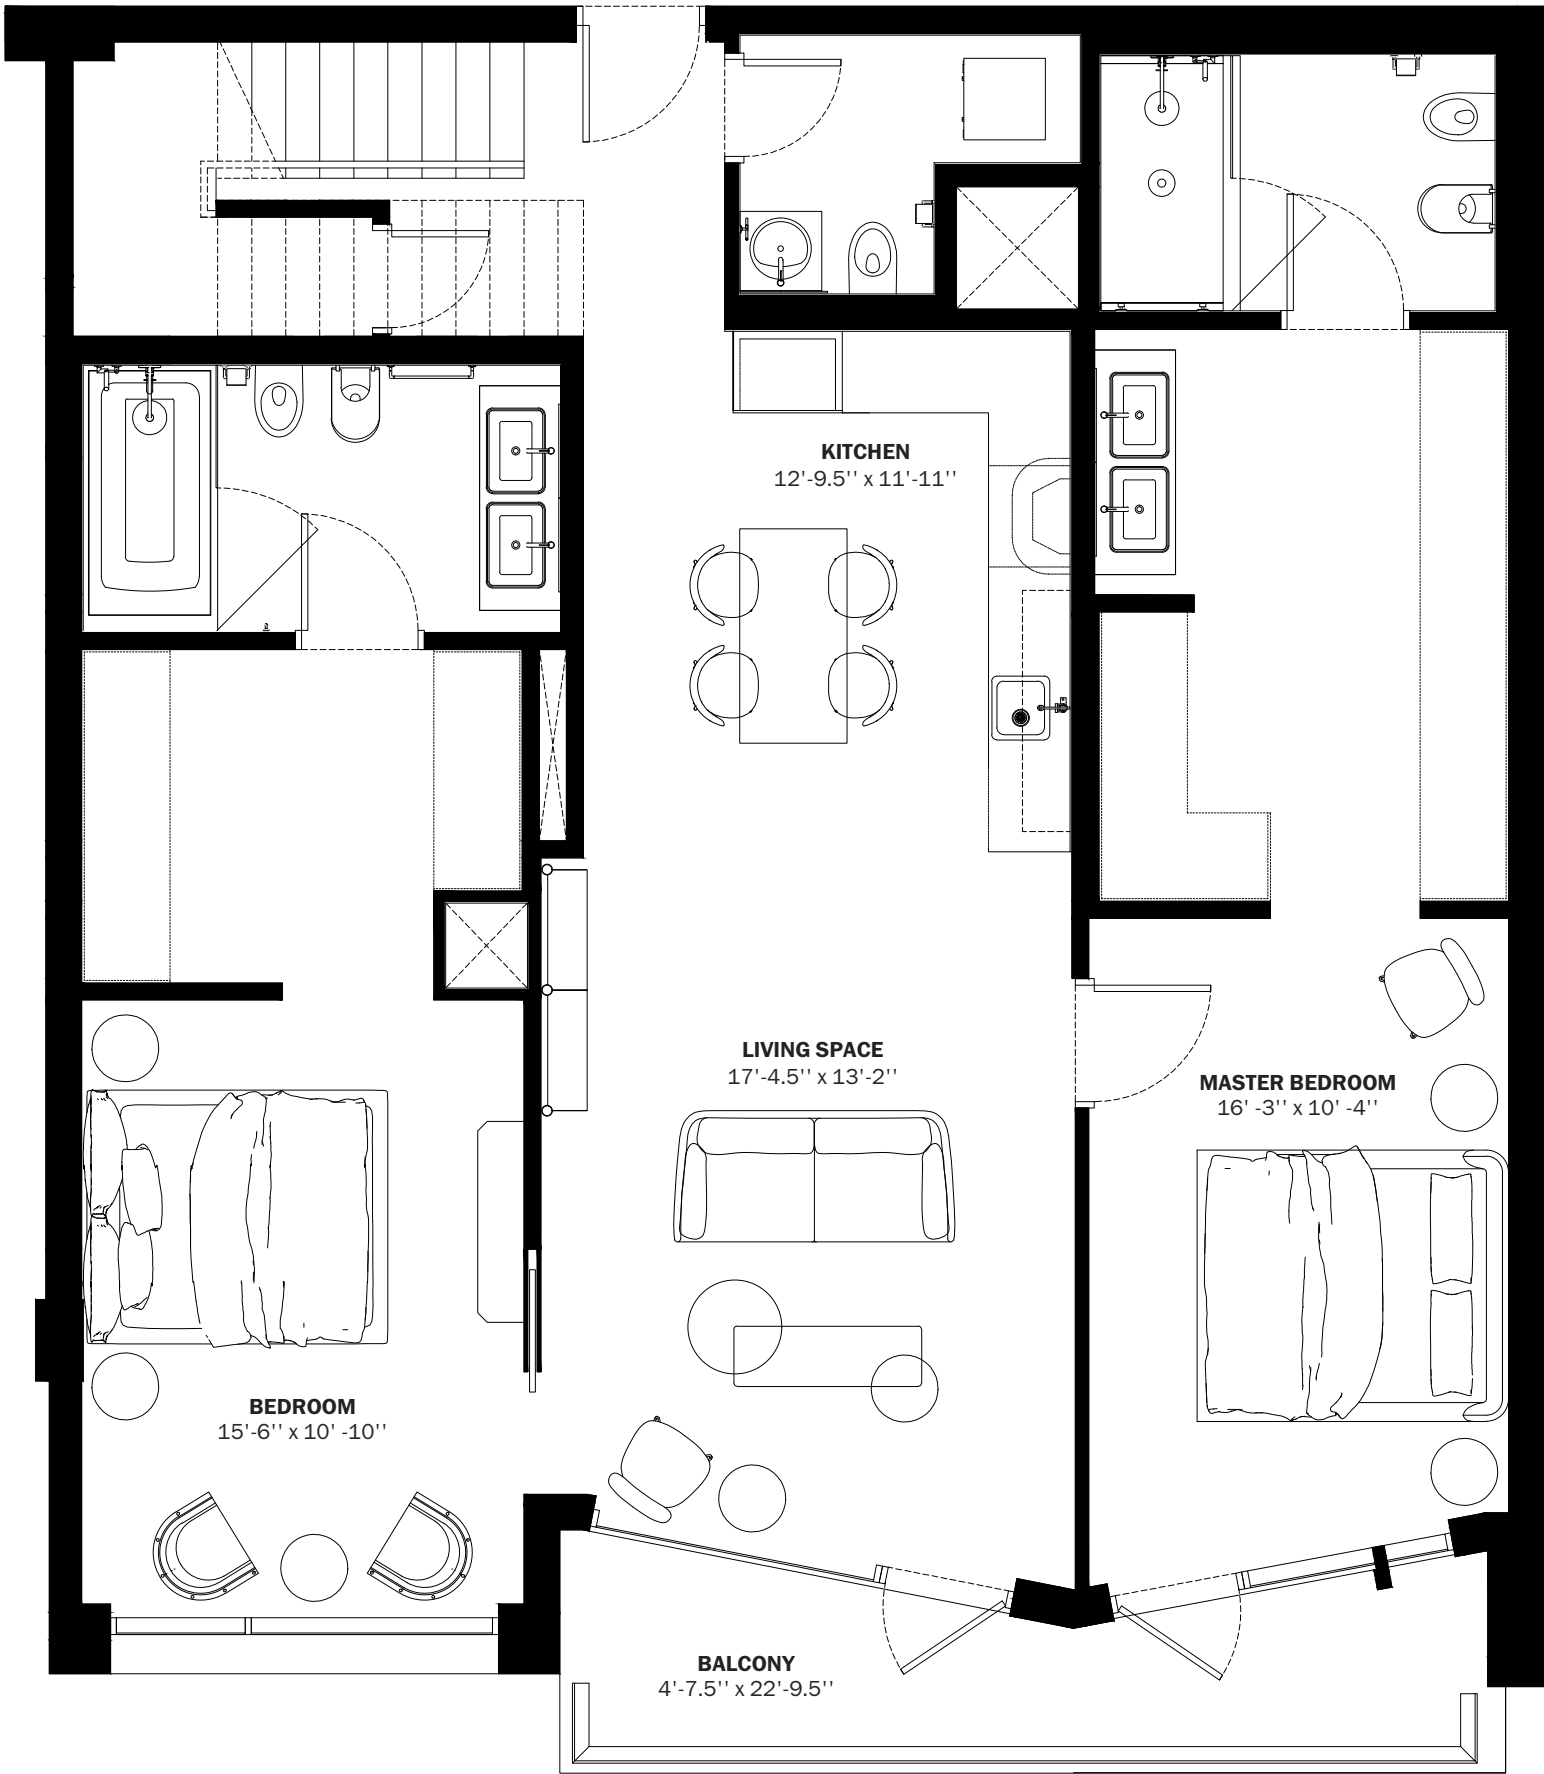 KITCHEN
12'-9.5'' x 11'-11''
LIVING SPACE
17'-4.5'' x 13'-2''
MASTER BEDROOM
16' -3'' x 10' -4''
BEDROOM
15'-6'' x 10' -10''
BALCONY
4'-7.5'' x 22'-9.5''